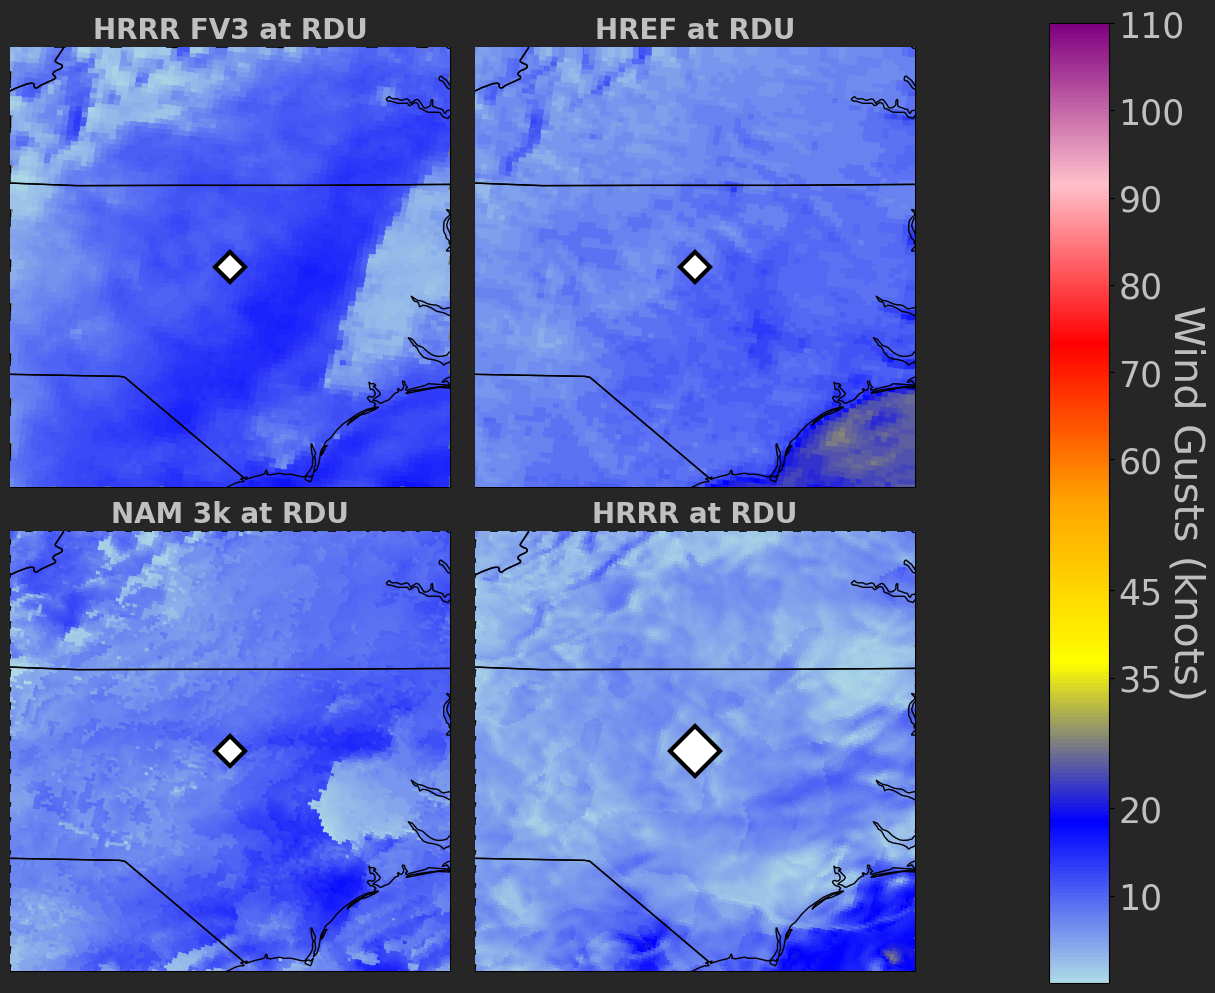 HRRR FV3 at RDU
HREF at RDU
NAM 3k at RDU
HRRR at RDU
110
100
90
80
70
60
45
35
20
10
Wind Gusts (knots)